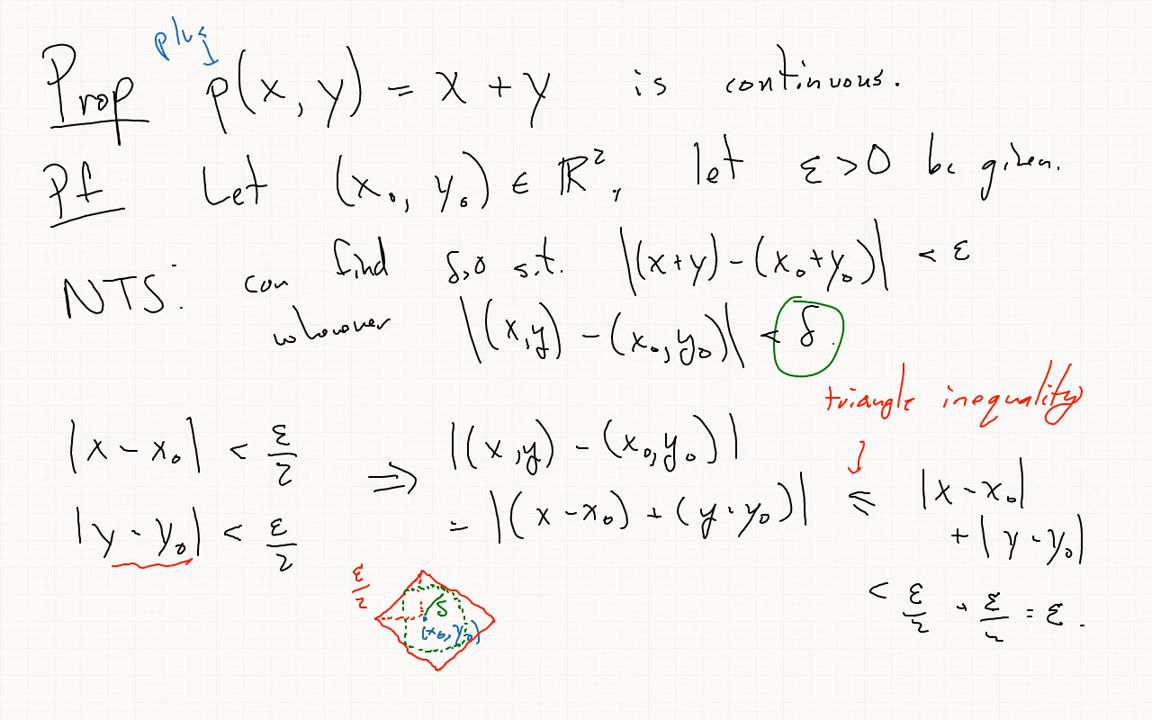 plus
Prop p(x, y) = x + y is continuous.
Pf Let (x₀, y₀) ∈ ℝ², let ε > 0 be given.
NTS: can find δ>0 s.t. |(x+y) - (x₀+y₀)| < ε
whenever |(x,y) - (x₀,y₀)| < δ.
triangle inequality
|x - x₀| < ε/2 ⟹ |(x,y) - (x₀,y₀)|
|y - y₀| < ε/2 = |(x - x₀) + (y - y₀)| ≤ |x - x₀|
+ |y - y₀|
< ε/2 + ε/2 = ε.
ε/2
δ
(x₀, y₀)